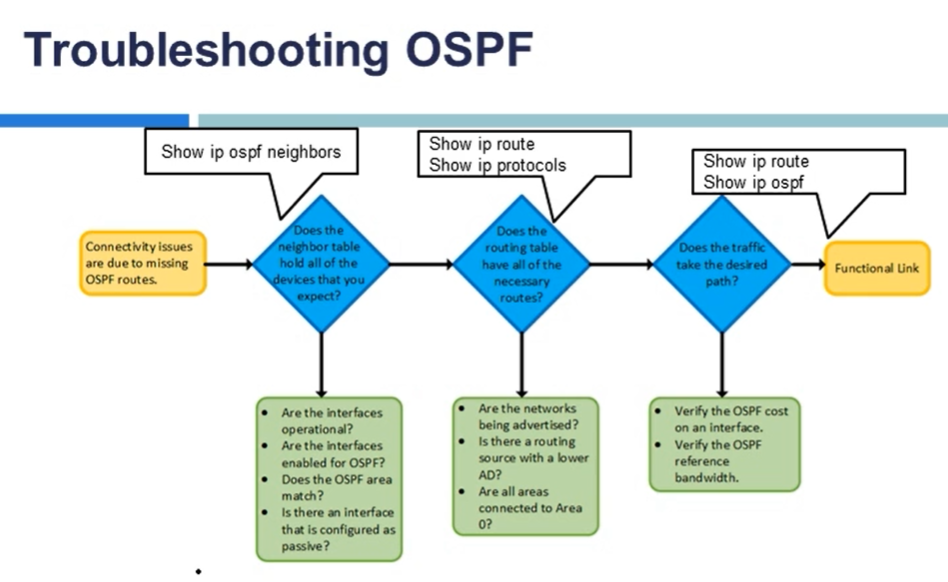 Troubleshooting OSPF
Show ip ospf neighbors
Show ip route
Show ip protocols
Show ip route
Show ip ospf
Connectivity issues
are due to missing
OSPF routes.
Does the
neighbor table
hold all of the
devices that you
expect?
Does the
routing table
have all of the
necessary
routes?
Does the traffic
take the desired
path?
Functional Link
• Are the interfaces
operational?
• Are the interfaces
enabled for OSPF?
• Does the OSPF area
match?
• Is there an interface
that is configured as
passive?
• Are the networks
being advertised?
• Is there a routing
source with a lower
AD?
• Are all areas
connected to Area
0?
• Verify the OSPF cost
on an interface.
• Verify the OSPF
reference
bandwidth.